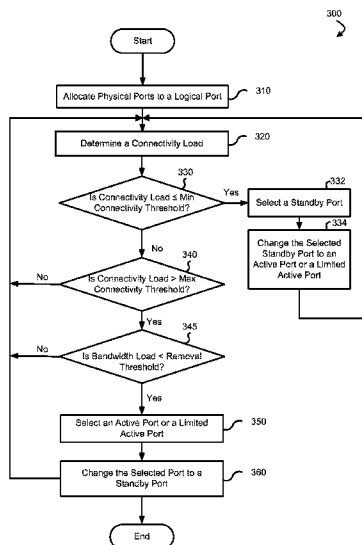 300
Start
Allocate Physical Ports to a Logical Port
310
Determine a Connectivity Load
320
330
Is Connectivity Load ≤ Min
Connectivity Threshold?
Yes
332
Select a Standby Port
334
Change the Selected
Standby Port to an
Active Port or a Limited
Active Port
No
340
Is Connectivity Load > Max
Connectivity Threshold?
No
Yes
345
Is Bandwidth Load < Removal
Threshold?
No
Yes
Select an Active Port or a Limited
Active Port
350
Change the Selected Port to a
Standby Port
360
End